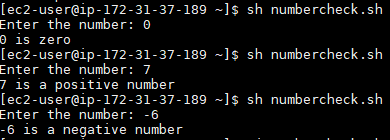 [ec2-user@ip-172-31-37-189 ~]$ sh numbercheck.sh
Enter the number: 0
0 is zero
[ec2-user@ip-172-31-37-189 ~]$ sh numbercheck.sh
Enter the number: 7
7 is a positive number
[ec2-user@ip-172-31-37-189 ~]$ sh numbercheck.sh
Enter the number: -6
-6 is a negative number